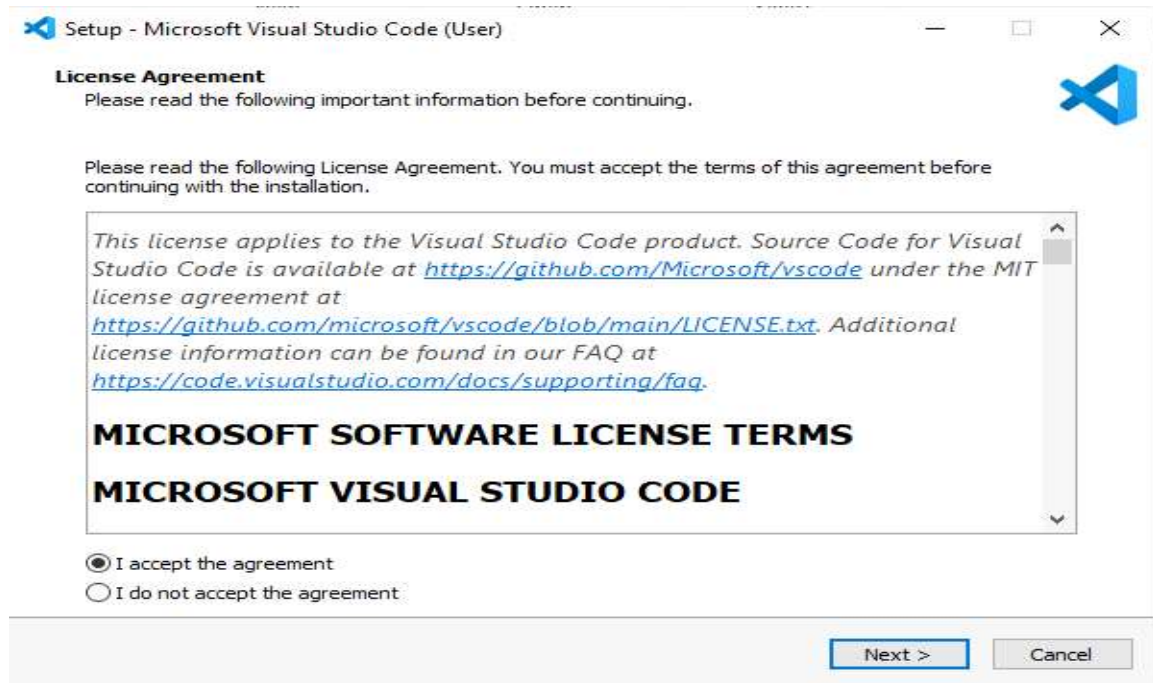 Setup - Microsoft Visual Studio Code (User)
License Agreement
Please read the following important information before continuing.
Please read the following License Agreement. You must accept the terms of this agreement before
continuing with the installation.
This license applies to the Visual Studio Code product. Source Code for Visual
Studio Code is available at https://github.com/Microsoft/vscode under the MIT
license agreement at
https://github.com/microsoft/vscode/blob/main/LICENSE.txt. Additional
license information can be found in our FAQ at
https://code.visualstudio.com/docs/supporting/faq.
MICROSOFT SOFTWARE LICENSE TERMS
MICROSOFT VISUAL STUDIO CODE
I accept the agreement
I do not accept the agreement
Next > Cancel